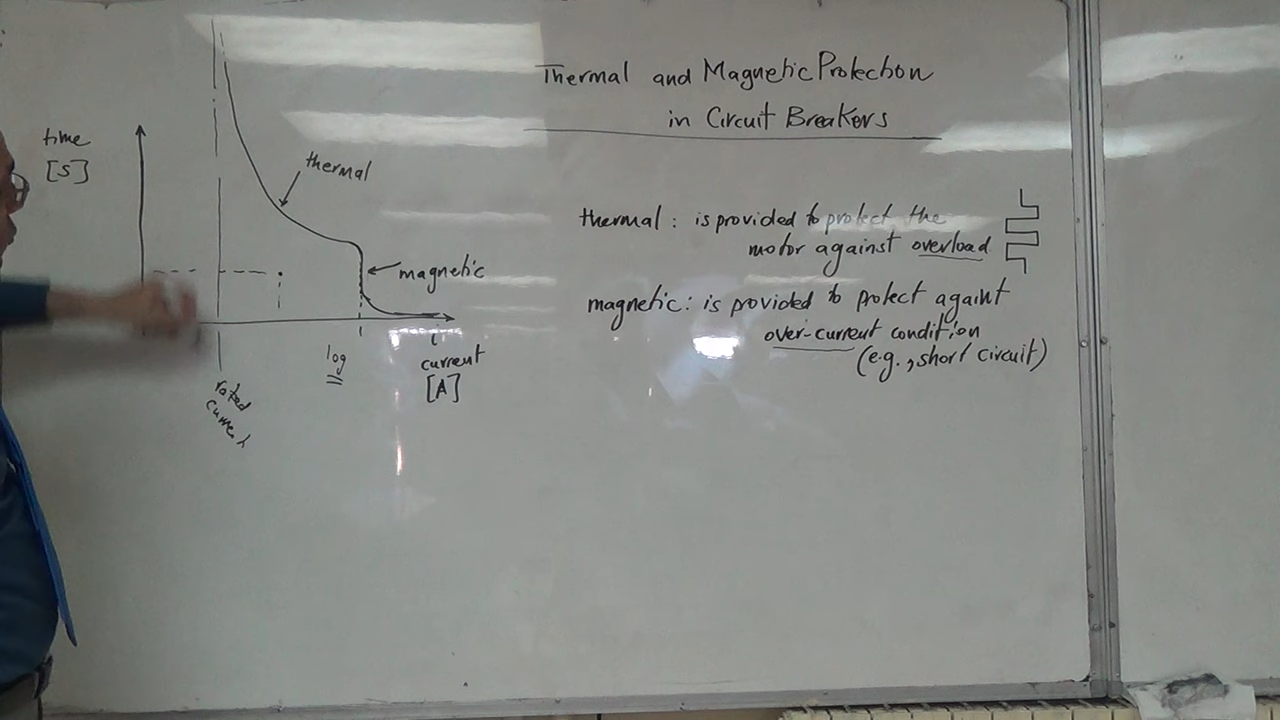 Thermal and Magnetic Protection
in Circuit Breakers
time
[S]
thermal
magnetic
log
current
[A]
rated
current
thermal : is provided to protect the
motor against overload
magnetic : is provided to protect againt
over-current condition
(e.g., short circuit)